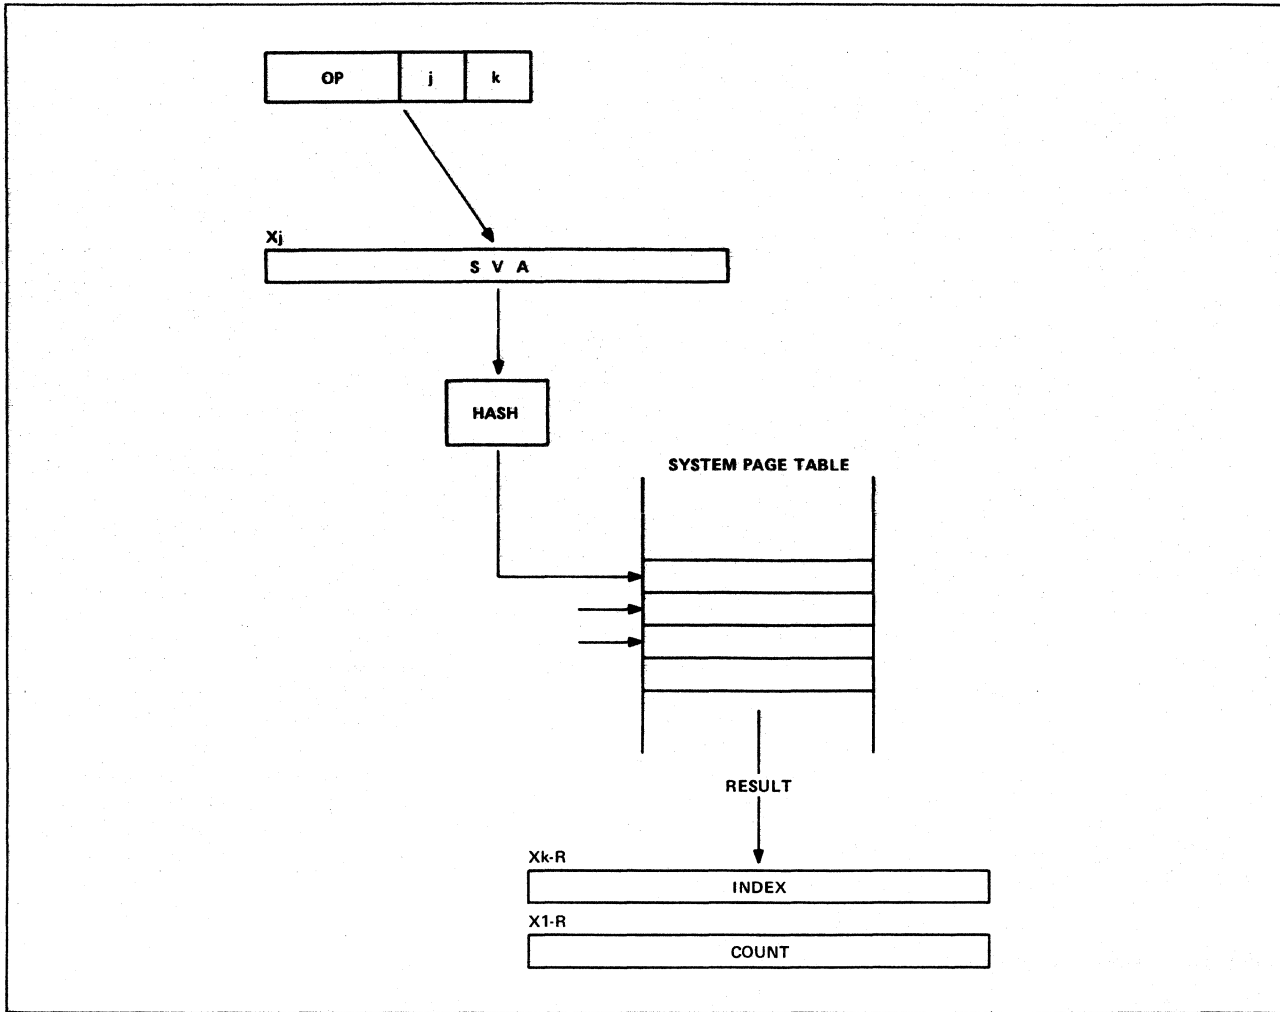 OP j k
Xj
S V A
HASH
SYSTEM PAGE TABLE
RESULT
Xk-R
INDEX
X1-R
COUNT